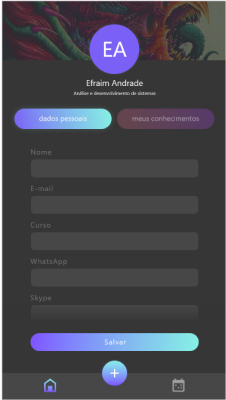 EA
Efraim Andrade
Análise e desenvolvimento de sistemas
dados pessoais
meus conhecimentos
Nome
E-mail
Curso
WhatsApp
Skype
Salvar
+